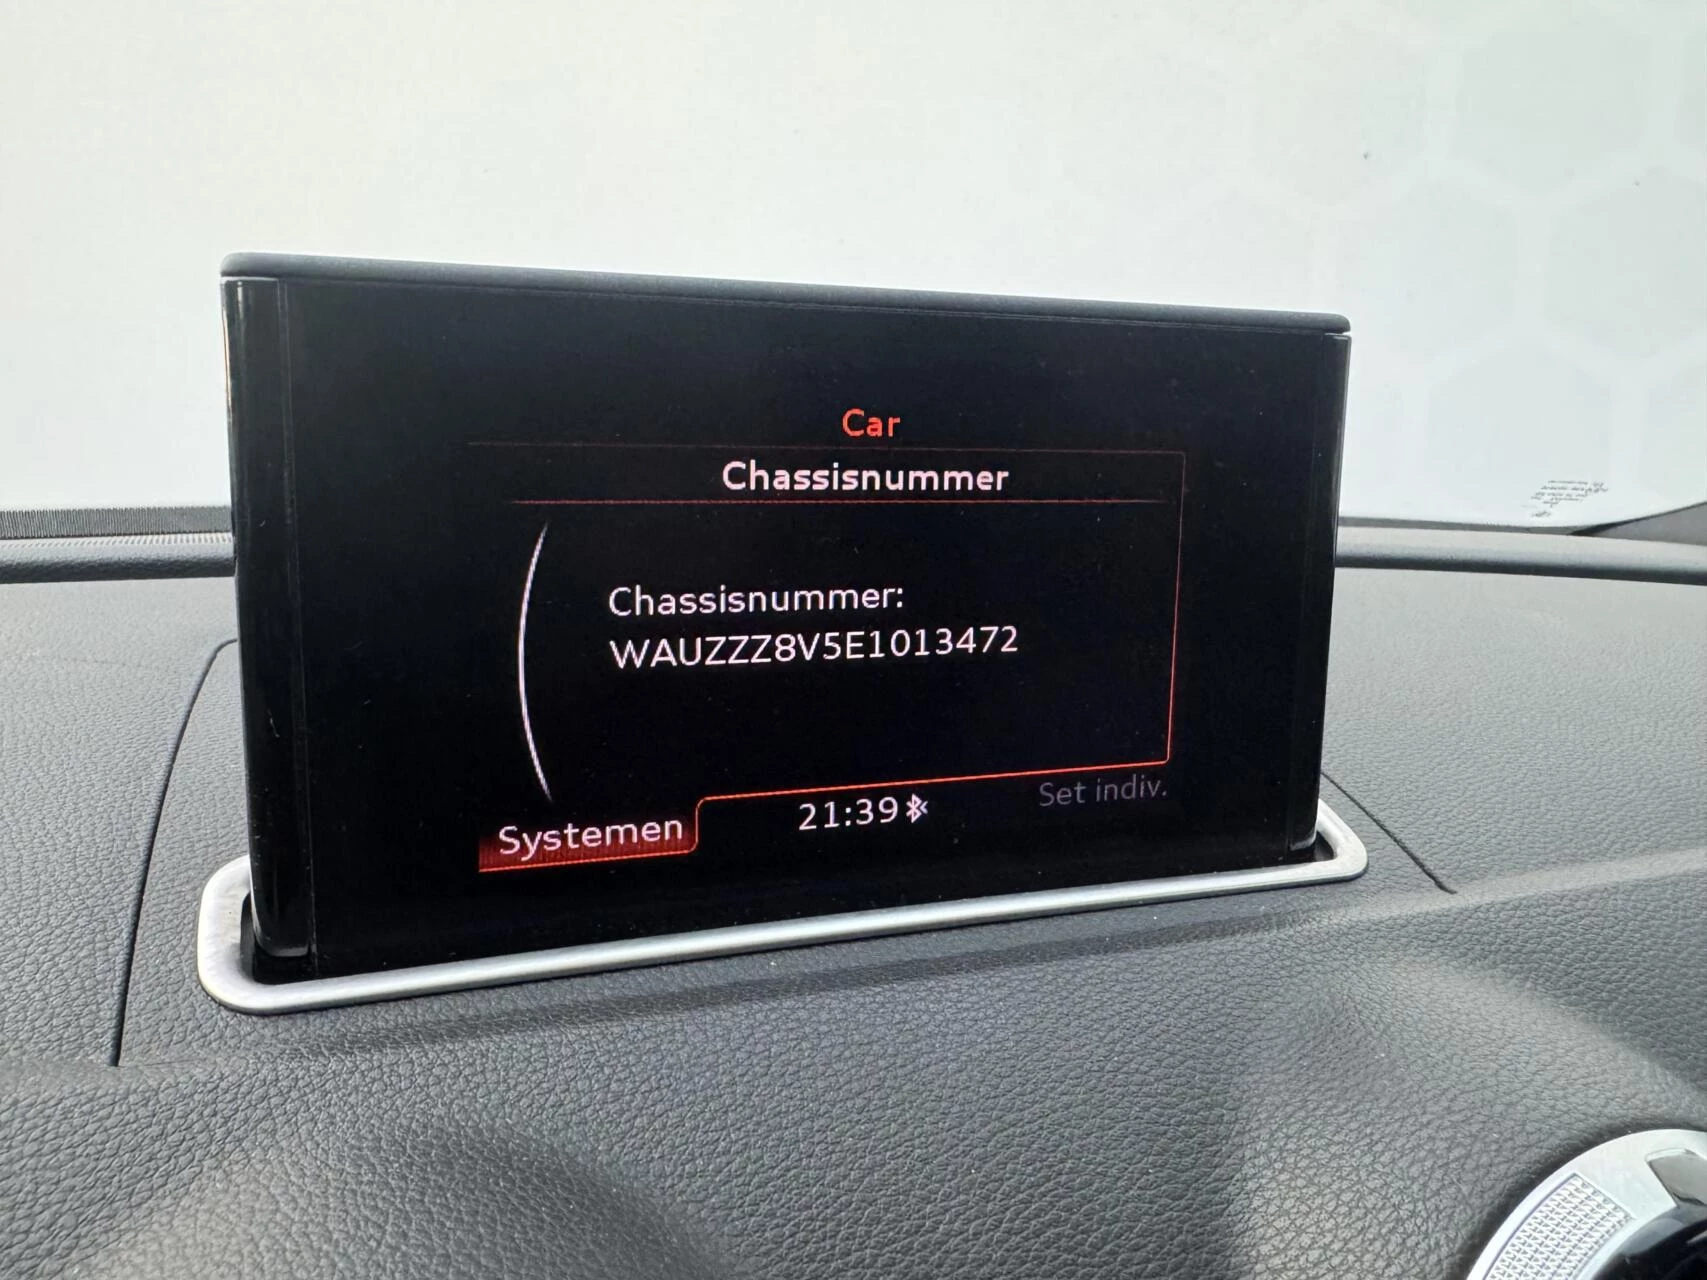 Car
Chassisnummer
Chassisnummer:
WAUZZZ8V5E1013472
Set indiv.
21:39
Systemen